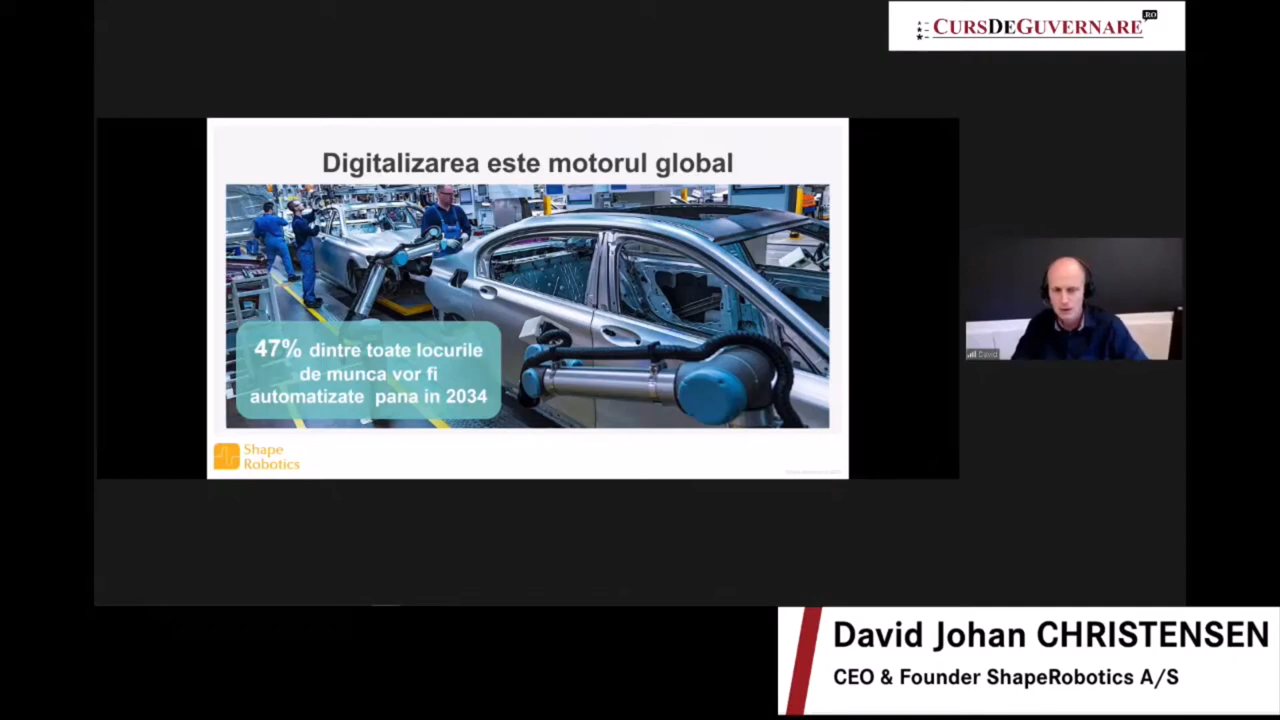 CURSDEGUVERNARE .RO
Digitalizarea este motorul global
47% dintre toate locurile
de munca vor fi
automatizate pana in 2034
Shape
Robotics
David
David Johan CHRISTENSEN
CEO & Founder ShapeRobotics A/S